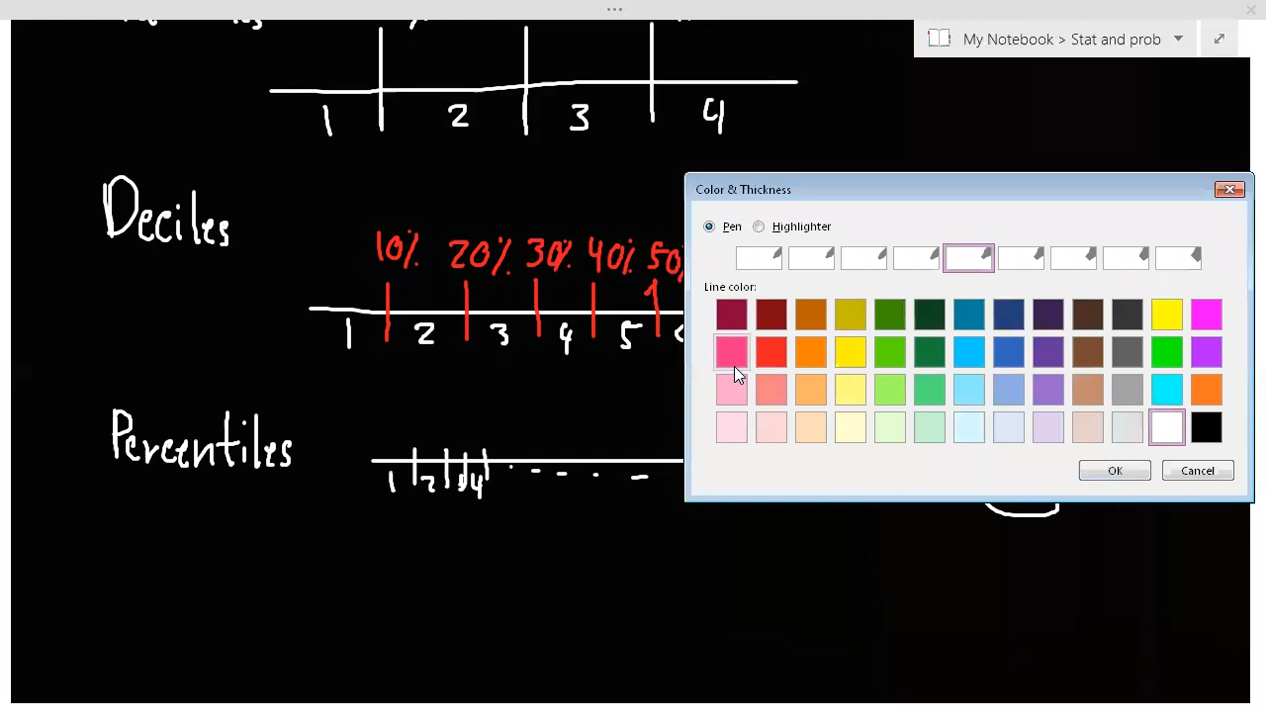 My Notebook > Stat and prob
1 2 3 4
Color & Thickness
Deciles
Pen Highlighter
10% 20% 30% 40% 50%
Line color:
1 2 3 4 5
Percentiles
1 2 3 4
OK Cancel